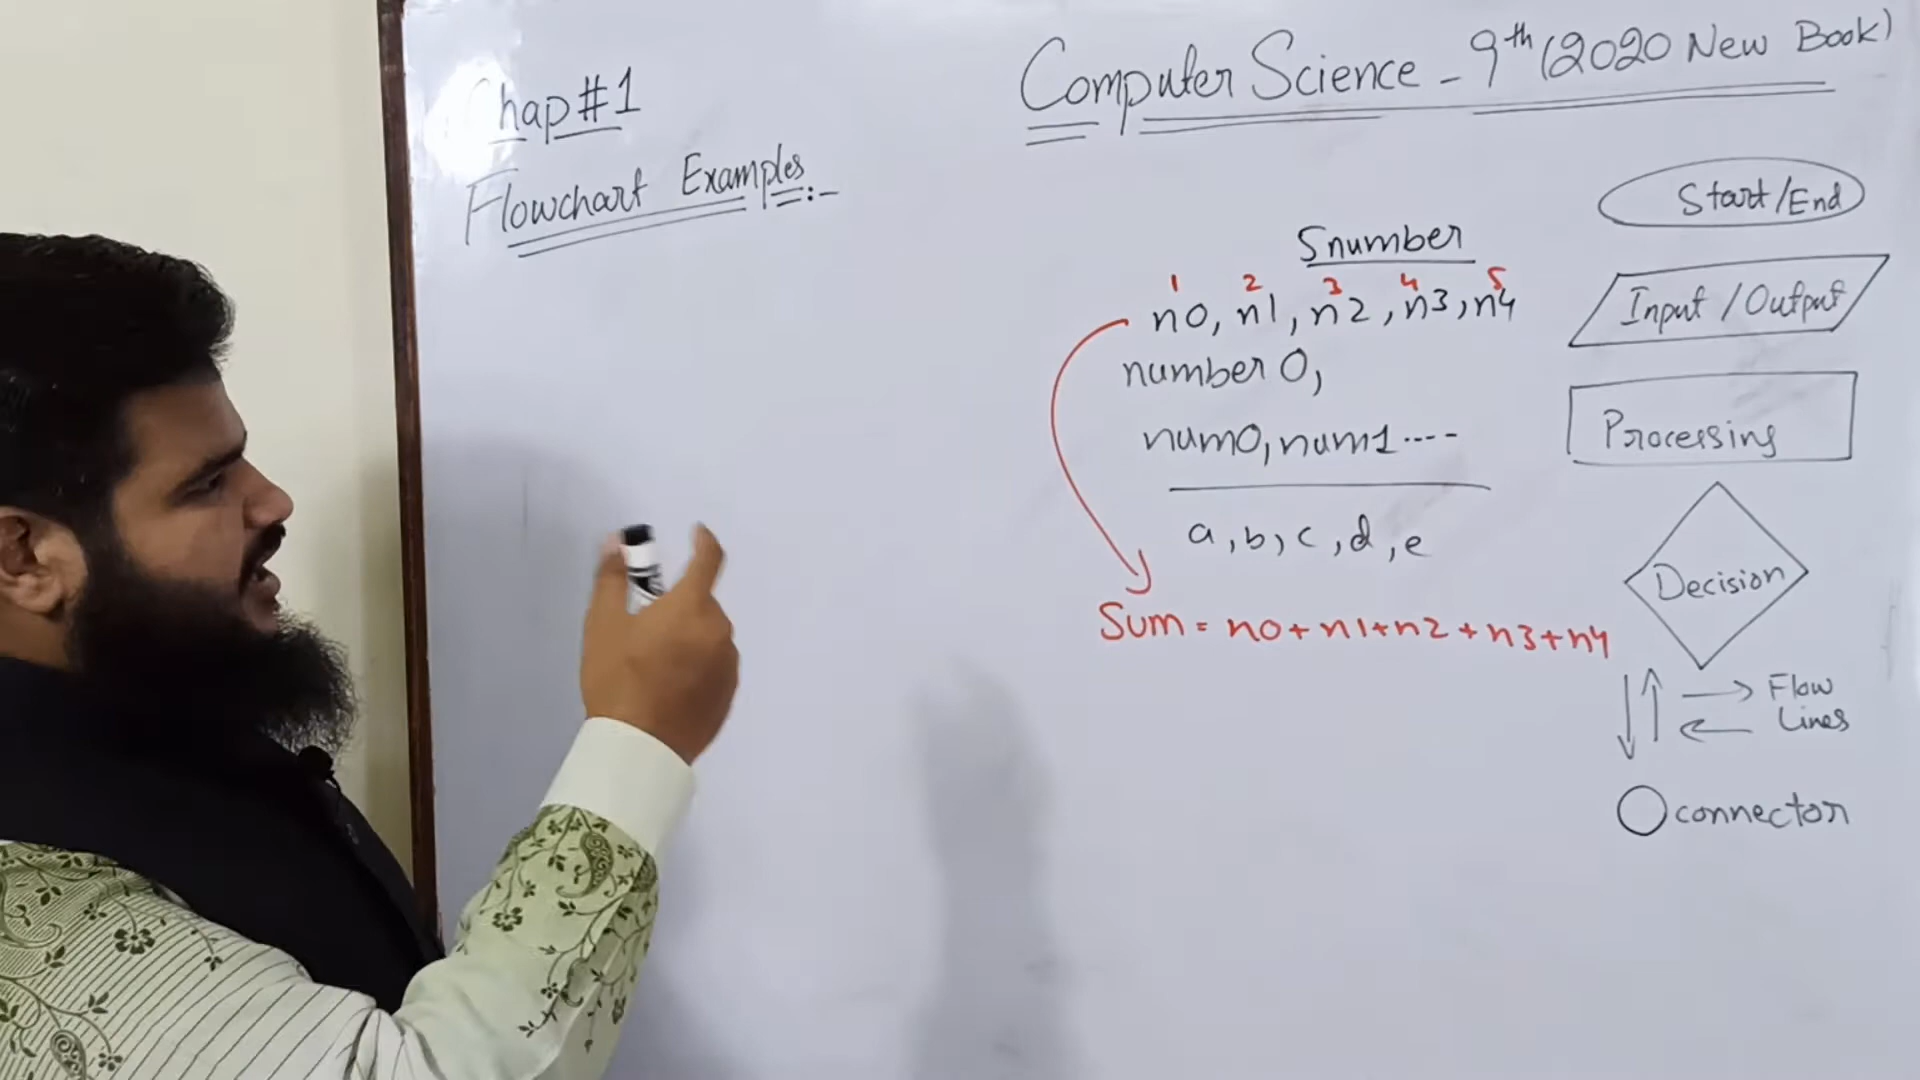 Chap#1
Flowchart Examples:-
Computer Science - 9th (2020 New Book)
5number
1 2 3 4 5
n0, n1, n2, n3, n4
number0,
num0, num1----
a, b, c, d, e
Sum = n0+n1+n2+n3+n4
Start/End
Input/Output
Processing
Decision
Flow
Lines
connector